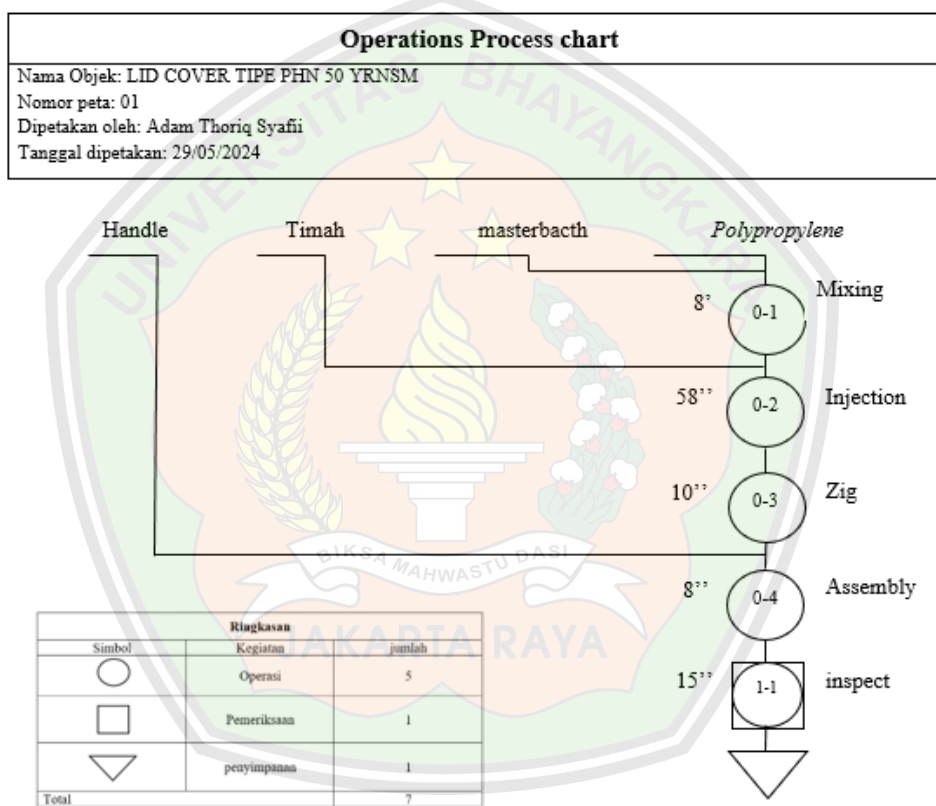 Operations Process chart
Nama Objek: LID COVER TIPE PHN 50 YRNSM
Nomor peta: 01
Dipetakan oleh: Adam Thoriq Syafii
Tanggal dipetakan: 29/05/2024
UNIVERSITAS BHAYANGKARA
Handle Timah masterbacth Polypropylene
8’ 0-1 Mixing
58’’ 0-2 Injection
10’’ 0-3 Zig
BIKSA MAHWASTU DASI
8’’ 0-4 Assembly
JAKARTA RAYA
15’’ 1-1 inspect
Ringkasan
Simbol Kegiatan jumlah
Operasi 5
Pemeriksaan 1
penyimpanan 1
Total 7